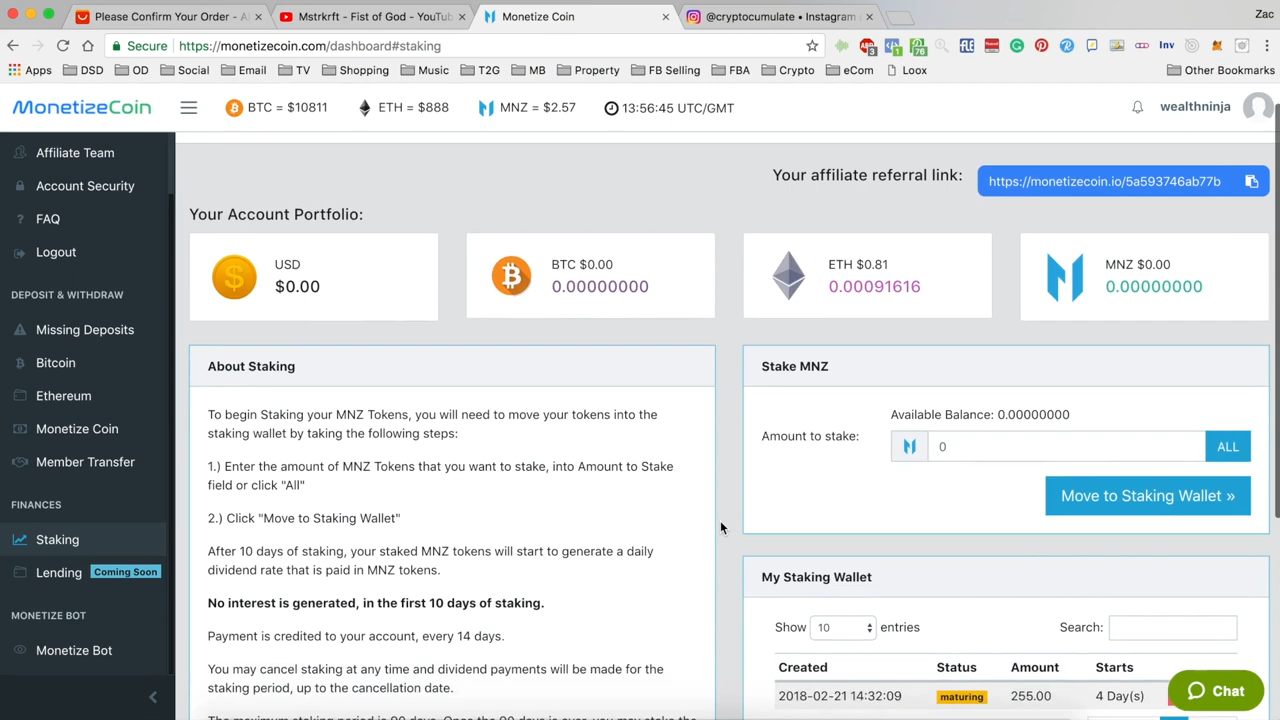 Please Confirm Your Order - Al
Mstrkrft - Fist of God - YouTub
Monetize Coin
@cryptocumulate • Instagram
Zac
Secure https://monetizecoin.com/dashboard#staking
Apps DSD OD Social Email TV Shopping Music T2G MB Property FB Selling FBA Crypto eCom Loox Other Bookmarks
MONETIZECOIN
BTC = $10811 ETH = $888 MNZ = $2.57 13:56:45 UTC/GMT
wealthninja
Affiliate Team
Account Security
FAQ
Logout
DEPOSIT & WITHDRAW
Missing Deposits
Bitcoin
Ethereum
Monetize Coin
Member Transfer
FINANCES
Staking
Lending Coming Soon
MONETIZE BOT
Monetize Bot
Your affiliate referral link: https://monetizecoin.io/5a593746ab77b
Your Account Portfolio:
USD
$0.00
BTC $0.00
0.00000000
ETH $0.81
0.00091616
MNZ $0.00
0.00000000
About Staking
To begin Staking your MNZ Tokens, you will need to move your tokens into the
staking wallet by taking the following steps:
1.) Enter the amount of MNZ Tokens that you want to stake, into Amount to Stake
field or click "All"
2.) Click "Move to Staking Wallet"
After 10 days of staking, your staked MNZ tokens will start to generate a daily
dividend rate that is paid in MNZ tokens.
No interest is generated, in the first 10 days of staking.
Payment is credited to your account, every 14 days.
You may cancel staking at any time and dividend payments will be made for the
staking period, up to the cancellation date.
Stake MNZ
Available Balance: 0.00000000
Amount to stake: 0 ALL
Move to Staking Wallet »
My Staking Wallet
Show 10 entries Search:
Created Status Amount Starts
2018-02-21 14:32:09 maturing 255.00 4 Day(s)
Chat